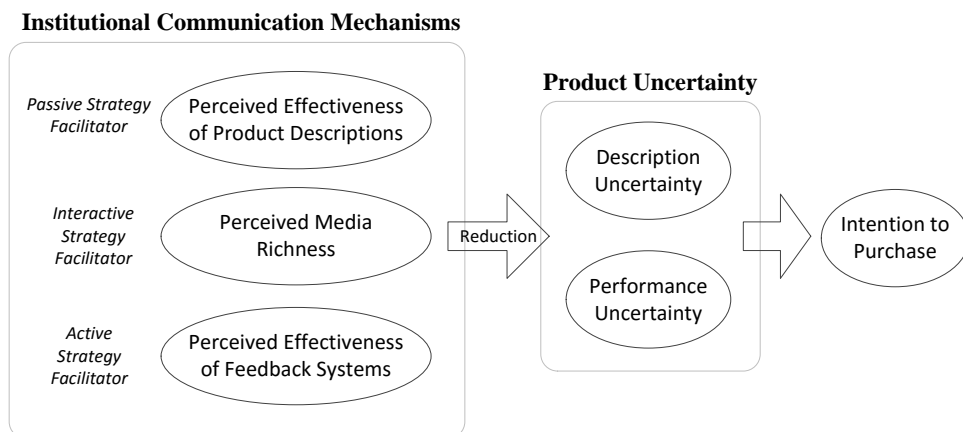 Institutional Communication Mechanisms
Passive Strategy
Facilitator
Perceived Effectiveness
of Product Descriptions
Interactive
Strategy
Facilitator
Perceived Media
Richness
Active
Strategy
Facilitator
Perceived Effectiveness
of Feedback Systems
Reduction
Product Uncertainty
Description
Uncertainty
Performance
Uncertainty
Intention to
Purchase